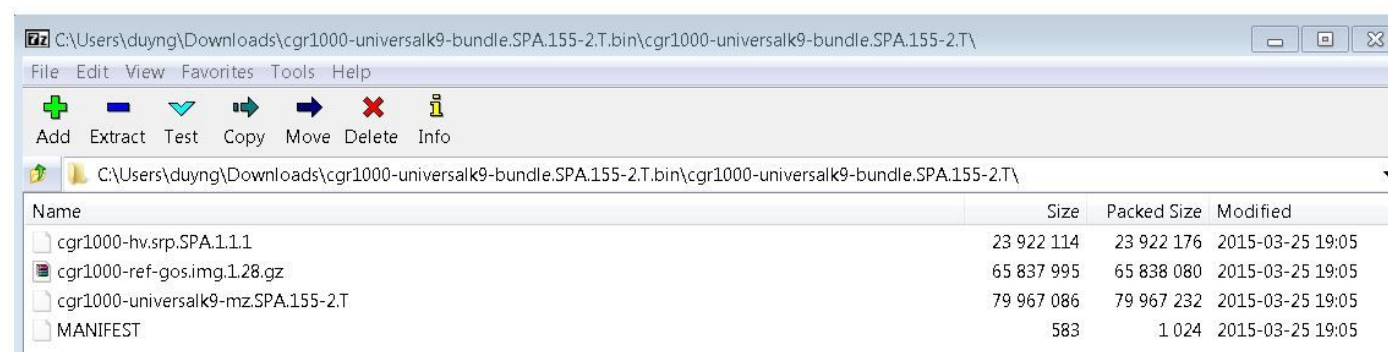 C:\Users\duyng\Downloads\cgr1000-universalk9-bundle.SPA.155-2.T.bin\cgr1000-universalk9-bundle.SPA.155-2.T\
File Edit View Favorites Tools Help
Add Extract Test Copy Move Delete Info
C:\Users\duyng\Downloads\cgr1000-universalk9-bundle.SPA.155-2.T.bin\cgr1000-universalk9-bundle.SPA.155-2.T\
Name Size Packed Size Modified
cgr1000-hv.srp.SPA.1.1.1 23 922 114 23 922 176 2015-03-25 19:05
cgr1000-ref-gos.img.1.28.gz 65 837 995 65 838 080 2015-03-25 19:05
cgr1000-universalk9-mz.SPA.155-2.T 79 967 086 79 967 232 2015-03-25 19:05
MANIFEST 583 1 024 2015-03-25 19:05